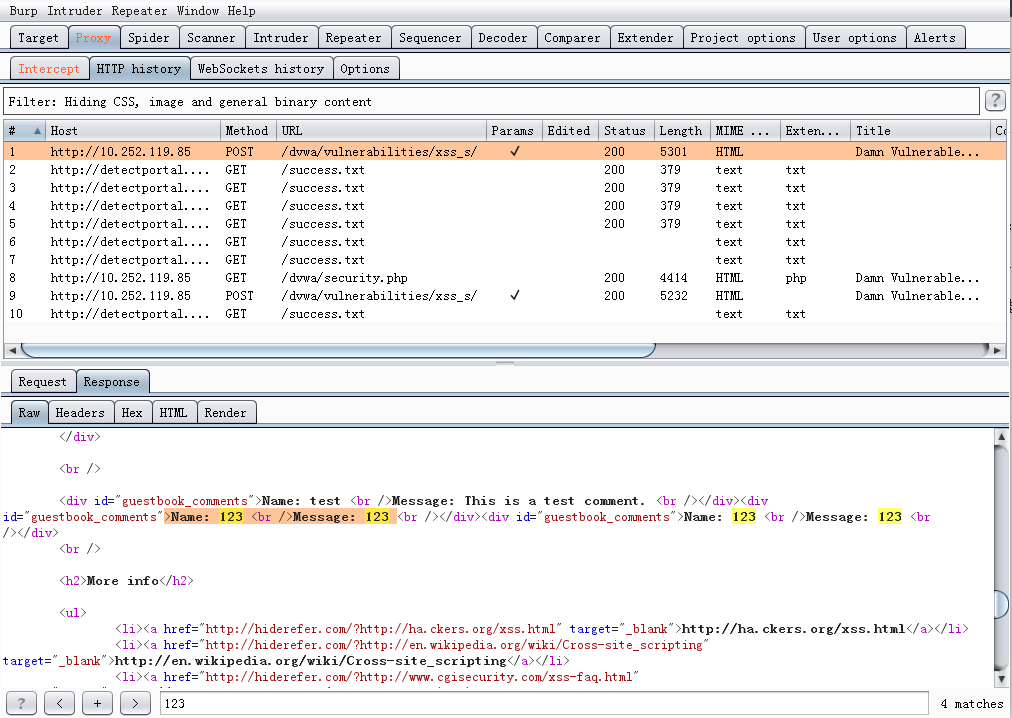 Burp Intruder Repeater Window Help
Target Proxy Spider Scanner Intruder Repeater Sequencer Decoder Comparer Extender Project options User options Alerts
Intercept HTTP history WebSockets history Options
Filter: Hiding CSS, image and general binary content ?
# Host Method URL Params Edited Status Length MIME ... Exten... Title Co
1 http://10.252.119.85 POST /dvwa/vulnerabilities/xss_s/ ✓ 200 5301 HTML Damn Vulnerable...
2 http://detectportal.... GET /success.txt 200 379 text txt
3 http://detectportal.... GET /success.txt 200 379 text txt
4 http://detectportal.... GET /success.txt 200 379 text txt
5 http://detectportal.... GET /success.txt 200 379 text txt
6 http://detectportal.... GET /success.txt text txt
7 http://detectportal.... GET /success.txt text txt
8 http://10.252.119.85 GET /dvwa/security.php 200 4414 HTML php Damn Vulnerable...
9 http://10.252.119.85 POST /dvwa/vulnerabilities/xss_s/ ✓ 200 5232 HTML Damn Vulnerable...
10 http://detectportal.... GET /success.txt text txt
Request Response
Raw Headers Hex HTML Render
</div>
<br />
<div id="guestbook_comments">Name: test <br />Message: This is a test comment. <br /></div><div
id="guestbook_comments">Name: 123 <br />Message: 123 <br /></div><div id="guestbook_comments">Name: 123 <br />Message: 123 <br
/></div>
<br />
<h2>More info</h2>
<ul>
<li><a href="http://hiderefer.com/?http://ha.ckers.org/xss.html" target="_blank">http://ha.ckers.org/xss.html</a></li>
<li><a href="http://hiderefer.com/?http://en.wikipedia.org/wiki/Cross-site_scripting"
target="_blank">http://en.wikipedia.org/wiki/Cross-site_scripting</a></li>
<li><a href="http://hiderefer.com/?http://www.cgisecurity.com/xss-faq.html"
? < + > 123 4 matches